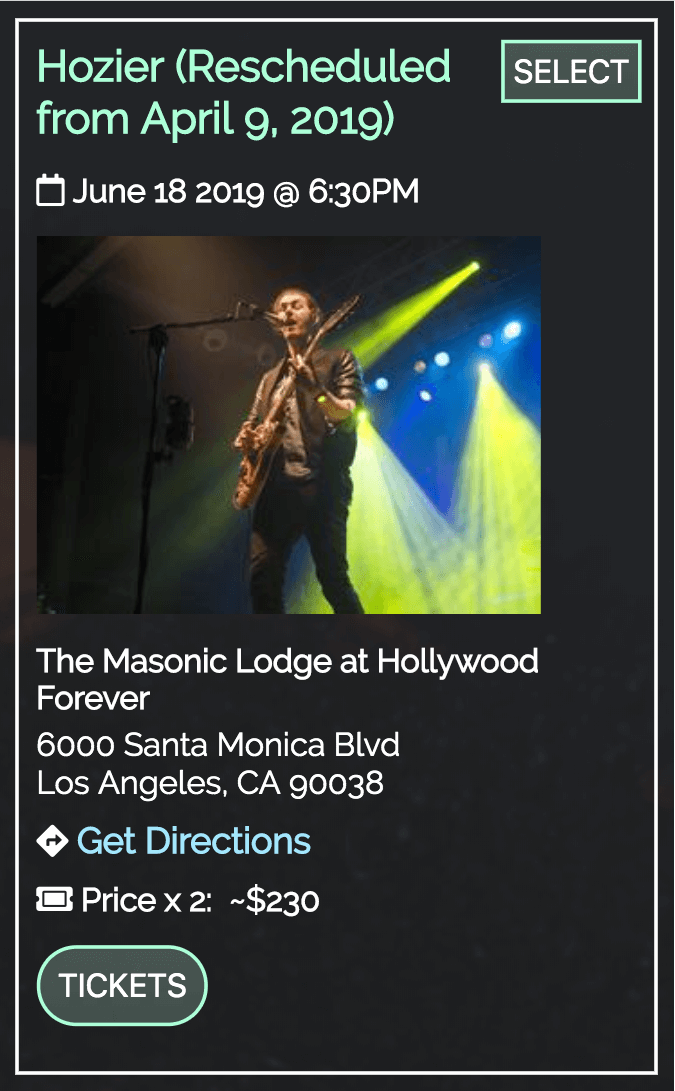 Hozier (Rescheduled
from April 9, 2019)
SELECT
June 18 2019 @ 6:30PM
The Masonic Lodge at Hollywood
Forever
6000 Santa Monica Blvd
Los Angeles, CA 90038
Get Directions
Price x 2: ~$230
TICKETS